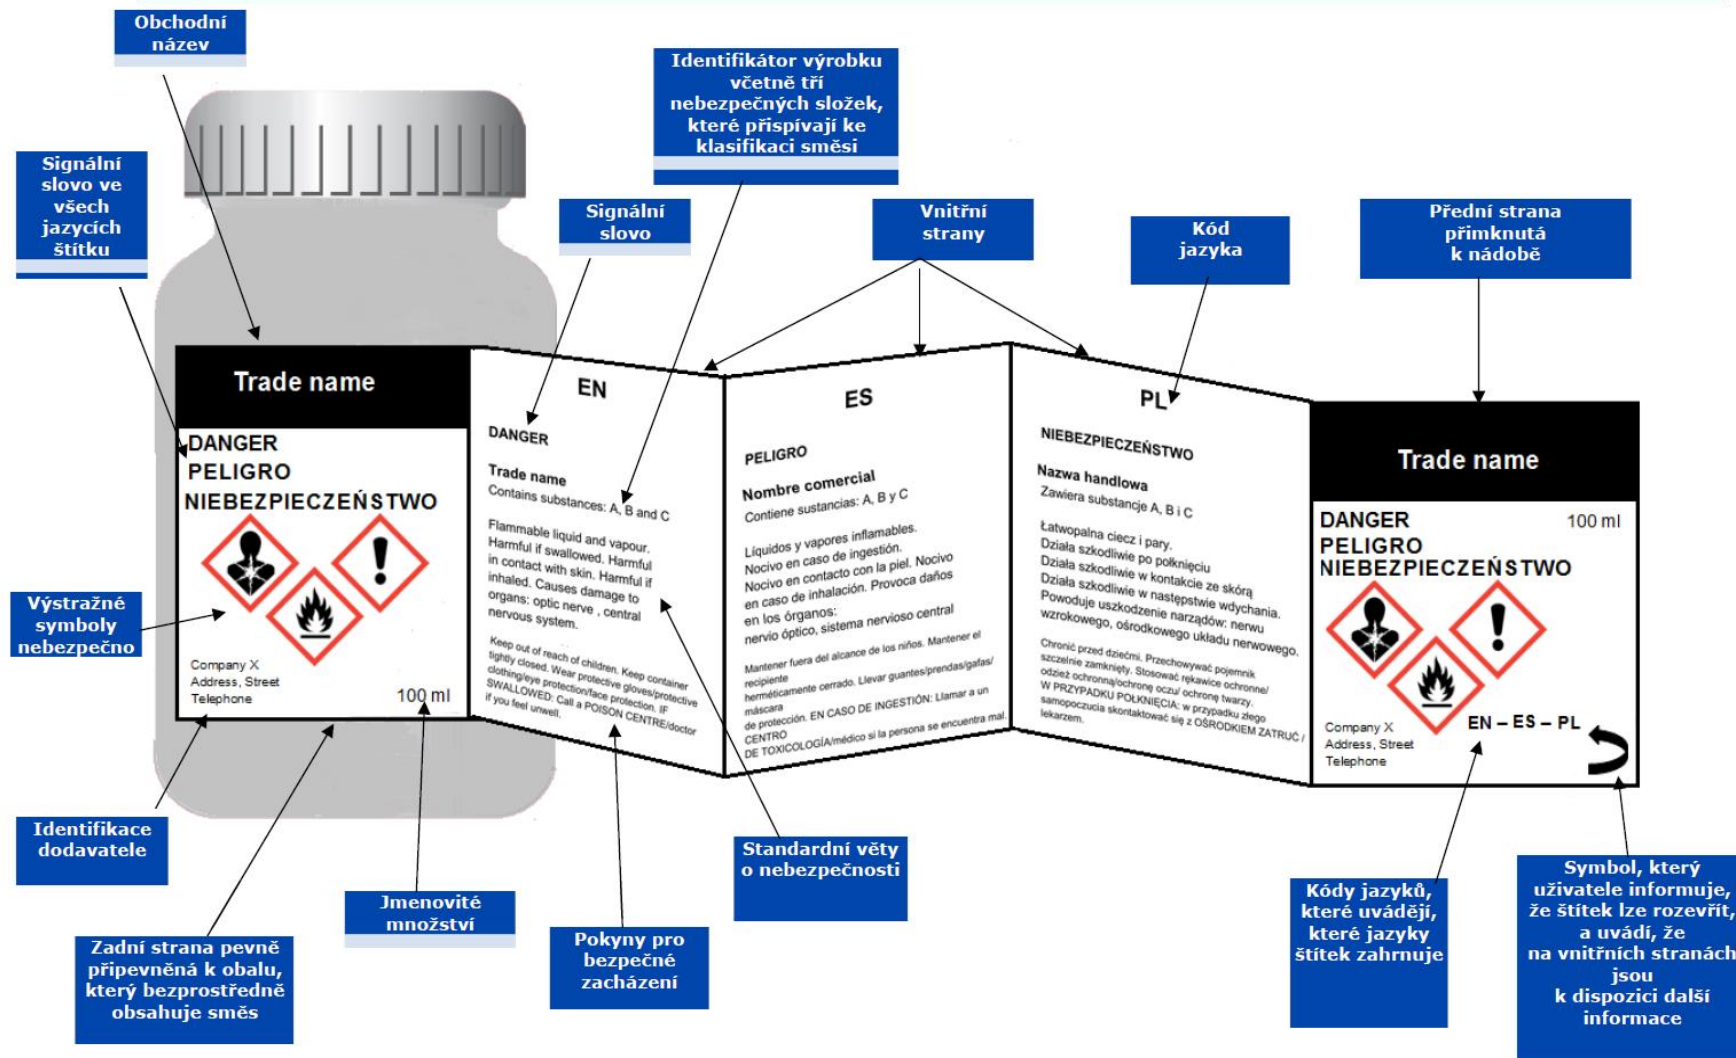 Obchodní
název
Identifikátor výrobku
včetně tří
nebezpečných složek,
které přispívají ke
klasifikaci směsi
Signální
slovo ve
všech
jazycích
štítku
Signální
slovo
Vnitřní
strany
Kód
jazyka
Přední strana
přimknutá
k nádobě
Trade name
DANGER
PELIGRO
NIEBEZPIECZEŃSTWO
Company X
Address, Street
Telephone
100 ml
EN
DANGER
Trade name
Contains substances: A, B and C
Flammable liquid and vapour.
Harmful if swallowed. Harmful
in contact with skin. Harmful if
inhaled. Causes damage to
organs: optic nerve , central
nervous system.
Keep out of reach of children. Keep container
tightly closed. Wear protective gloves/protective
clothing/eye protection/face protection. IF
SWALLOWED: Call a POISON CENTRE/doctor
if you feel unwell.
ES
PELIGRO
Nombre comercial
Contiene sustancias: A, B y C
Líquidos y vapores inflamables.
Nocivo en caso de ingestión.
Nocivo en contacto con la piel. Nocivo
en caso de inhalación. Provoca daños
en los órganos:
nervio óptico, sistema nervioso central
Mantener fuera del alcance de los niños. Mantener el
recipiente
herméticamente cerrado. Llevar guantes/prendas/gafas/
máscara
de protección. EN CASO DE INGESTIÓN: Llamar a un
CENTRO
DE TOXICOLOGÍA/médico si la persona se encuentra mal.
PL
NIEBEZPIECZEŃSTWO
Nazwa handlowa
Zawiera substancje A, B i C
Łatwopalna ciecz i pary.
Działa szkodliwie po połknięciu
Działa szkodliwie w kontakcie ze skórą
Działa szkodliwie w następstwie wdychania.
Powoduje uszkodzenie narządów: nerwu
wzrokowego, ośrodkowego układu nerwowego.
Chronić przed dziećmi. Przechowywać pojemnik
szczelnie zamknięty. Stosować rękawice ochronne/
odzież ochronną/ochronę oczu/ ochronę twarzy.
W PRZYPADKU POŁKNIĘCIA: w przypadku złego
samopoczucia skontaktować się z OŚRODKIEM ZATRUĆ /
lekarzem.
Trade name
DANGER
100 ml
PELIGRO
NIEBEZPIECZEŃSTWO
Company X
Address, Street
Telephone
EN – ES – PL
Výstražné
symboly
nebezpečno
Identifikace
dodavatele
Zadní strana pevně
připevněná k obalu,
který bezprostředně
obsahuje směs
Jmenovité
množství
Pokyny pro
bezpečné
zacházení
Standardní věty
o nebezpečnosti
Kódy jazyků,
které uvádějí,
které jazyky
štítek zahrnuje
Symbol, který
uživatele informuje,
že štítek lze rozevřít,
a uvádí, že
na vnitřních stranách
jsou
k dispozici další
informace